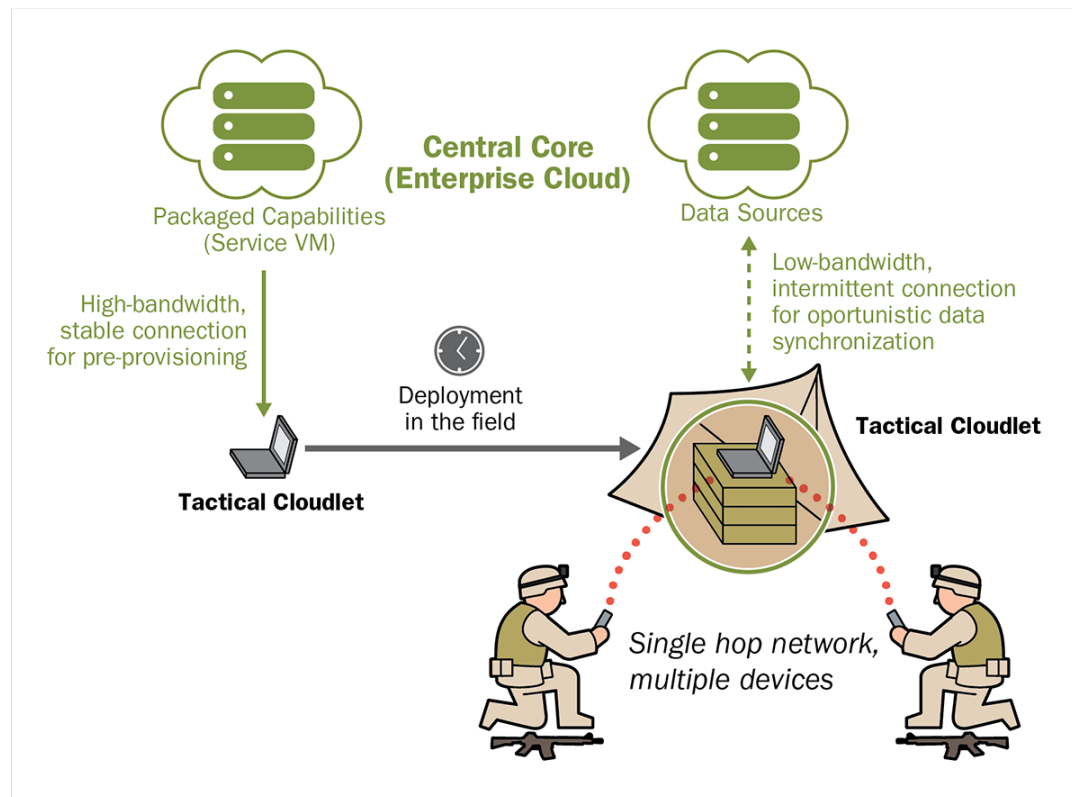 Central Core
(Enterprise Cloud)
Packaged Capabilities
(Service VM)
Data Sources
High-bandwidth,
stable connection
for pre-provisioning
Low-bandwidth,
intermittent connection
for oportunistic data
synchronization
Deployment
in the field
Tactical Cloudlet
Tactical Cloudlet
Single hop network,
multiple devices